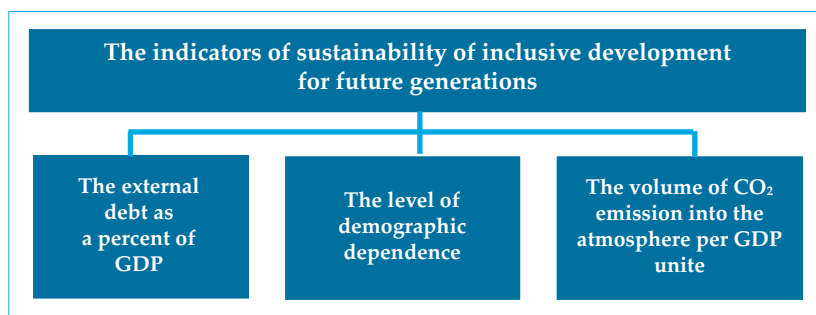 The indicators of sustainability of inclusive development
for future generations
The external
debt as
a percent of
GDP
The level of
demographic
dependence
The volume of CO₂
emission into the
atmosphere per GDP
unite